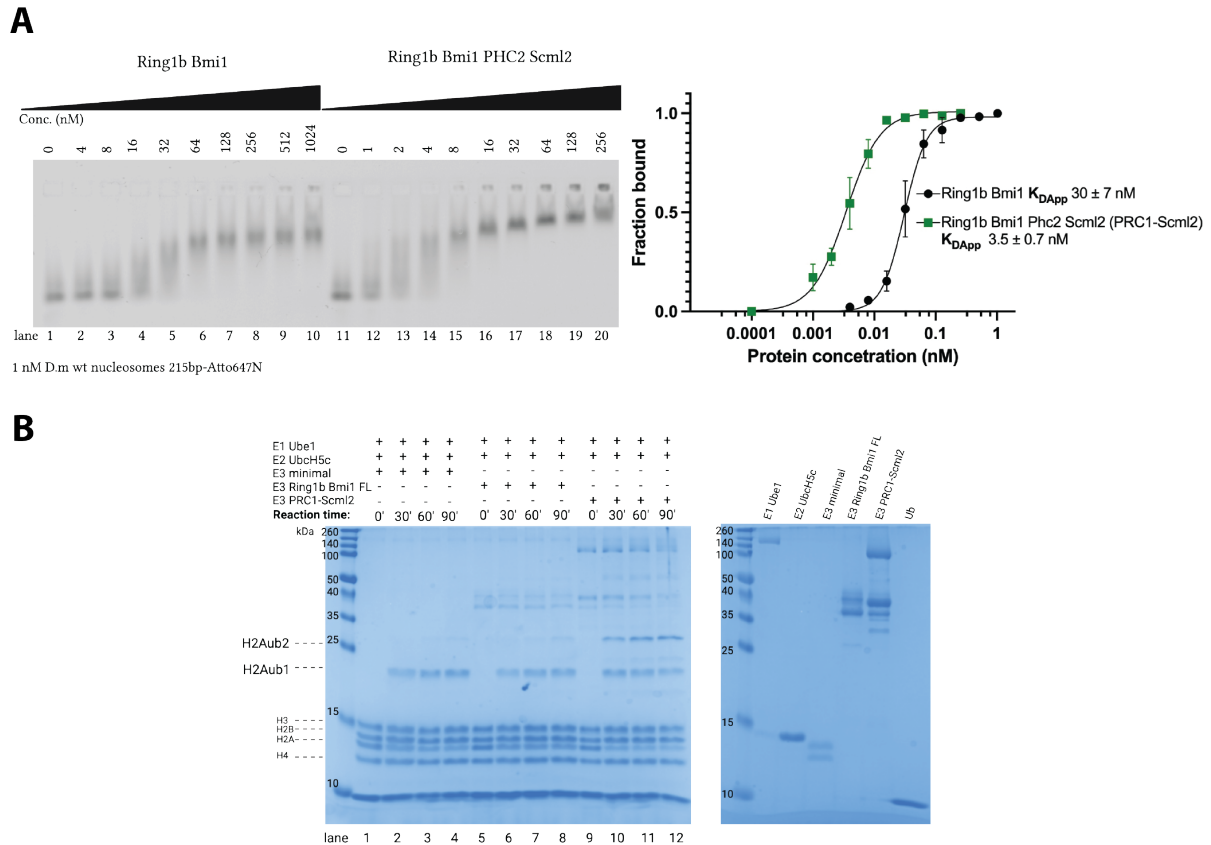 A
Ring1b Bmi1
Ring1b Bmi1 PHC2 Scml2
Conc. (nM)
0 4 8 16 32 64 128 256 512 1024 0 1 2 4 8 16 32 64 128 256
lane 1 2 3 4 5 6 7 8 9 10 11 12 13 14 15 16 17 18 19 20
1 nM D.m wt nucleosomes 215bp-Atto647N
Fraction bound
1.0
0.5
0.0
0.0001 0.001 0.01 0.1 1
Protein concetration (nM)
Ring1b Bmi1 KDApp 30 ± 7 nM
Ring1b Bmi1 Phc2 Scml2 (PRC1-Scml2)
KDApp 3.5 ± 0.7 nM
B
E1 Ube1 + + + + + + + + + + + +
E2 UbcH5c + + + + + + + + + + + +
E3 minimal + + + + - - - - - - - -
E3 Ring1b Bmi1 FL - - - - + + + + - - - -
E3 PRC1-Scml2 - - - - - - - - + + + +
Reaction time: 0' 30' 60' 90' 0' 30' 60' 90' 0' 30' 60' 90'
kDa
260
140
100
50
40
35
25
15
10
H2Aub2
H2Aub1
H3
H2B
H2A
H4
lane 1 2 3 4 5 6 7 8 9 10 11 12
E1 Ube1
E2 UbcH5c
E3 minimal
E3 Ring1b Bmi1 FL
E3 PRC1-Scml2
Ub
260
140
100
50
40
35
25
15
10